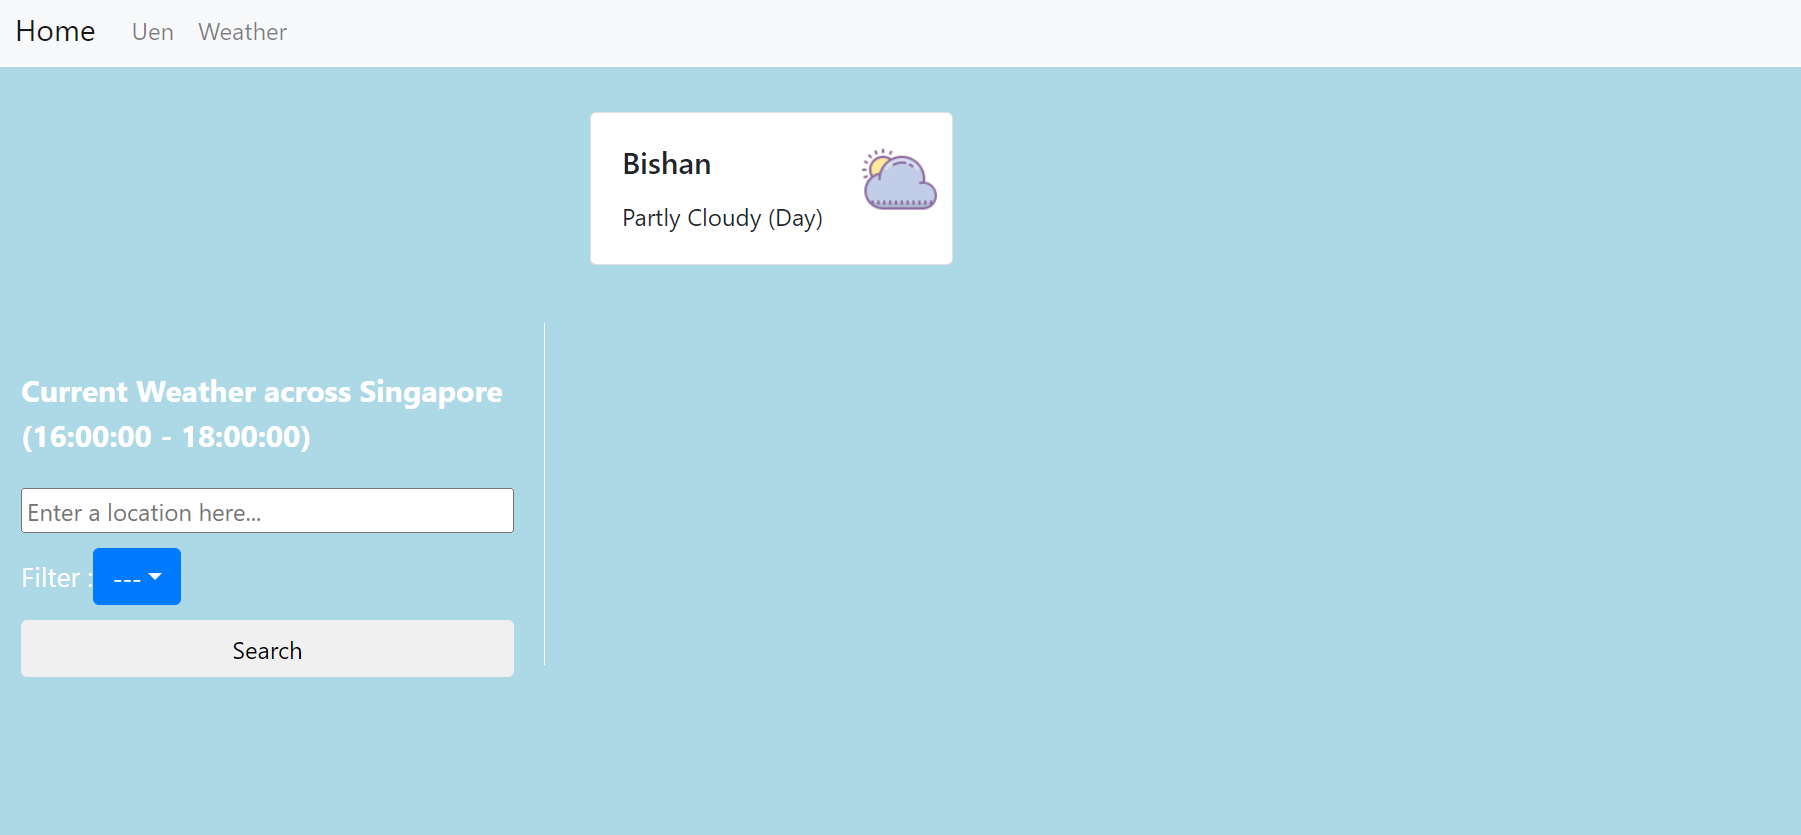 Home Uen Weather
Bishan
Partly Cloudy (Day)
Current Weather across Singapore
(16:00:00 - 18:00:00)
Enter a location here...
Filter : ---
Search